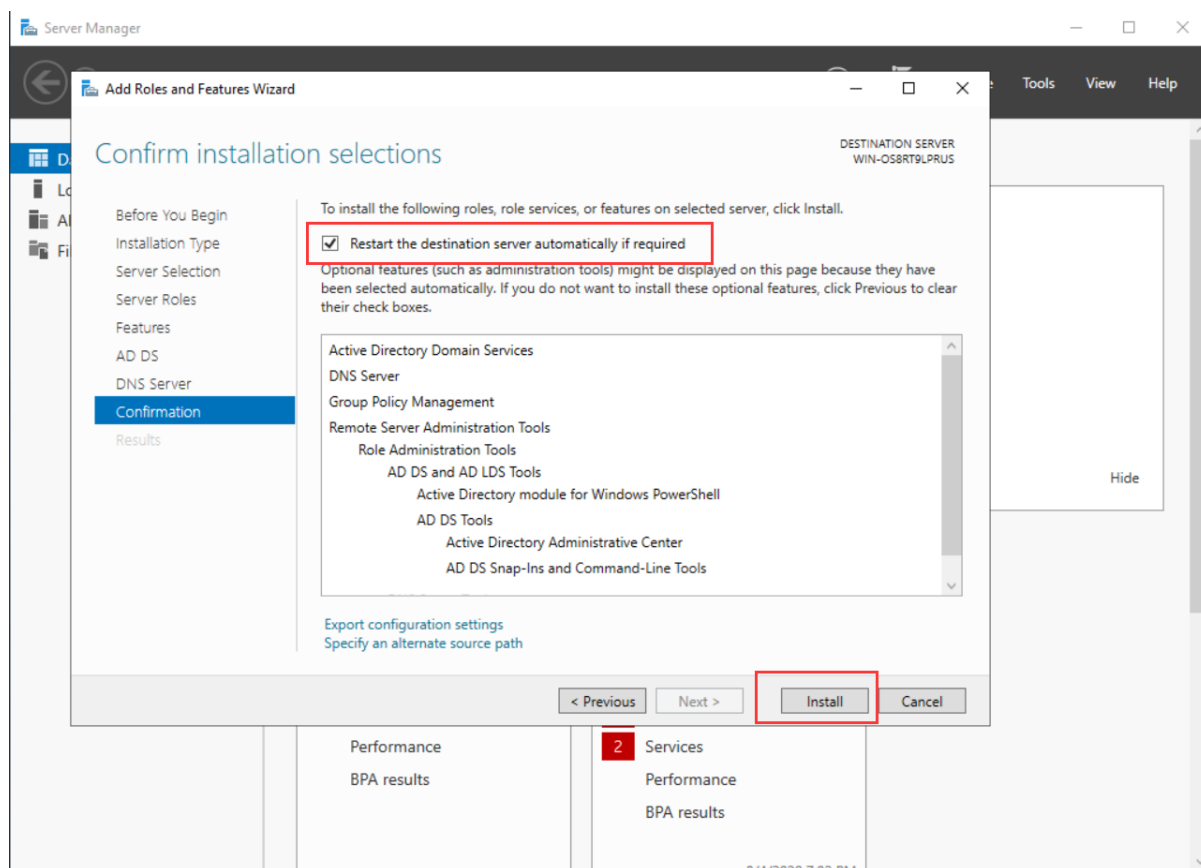 Server Manager
Add Roles and Features Wizard
Tools
View
Help
Confirm installation selections
DESTINATION SERVER
WIN-OS8RT9LPRUS
Before You Begin
Installation Type
Server Selection
Server Roles
Features
AD DS
DNS Server
Confirmation
Results
To install the following roles, role services, or features on selected server, click Install.
Restart the destination server automatically if required
Optional features (such as administration tools) might be displayed on this page because they have
been selected automatically. If you do not want to install these optional features, click Previous to clear
their check boxes.
Active Directory Domain Services
DNS Server
Group Policy Management
Remote Server Administration Tools
Role Administration Tools
AD DS and AD LDS Tools
Active Directory module for Windows PowerShell
AD DS Tools
Active Directory Administrative Center
AD DS Snap-Ins and Command-Line Tools
Export configuration settings
Specify an alternate source path
< Previous
Next >
Install
Cancel
Hide
Performance
BPA results
2 Services
Performance
BPA results